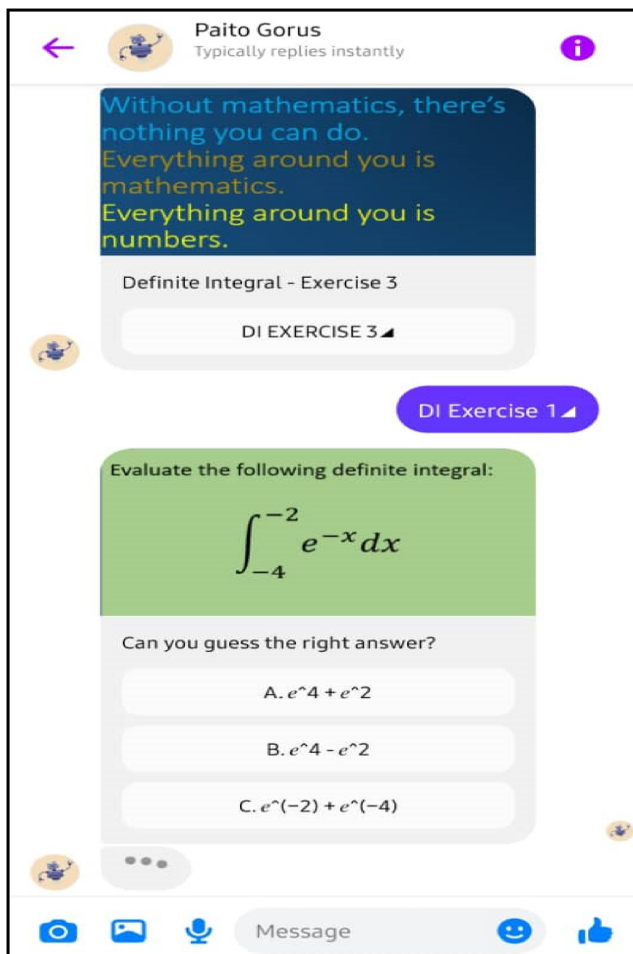 Paito Gorus
Typically replies instantly
Without mathematics, there's
nothing you can do.
Everything around you is
mathematics.
Everything around you is
numbers.
Definite Integral - Exercise 3
DI EXERCISE 3◢
DI Exercise 1◢
Evaluate the following definite integral:
∫_{-4}^{-2} e^{-x} dx
Can you guess the right answer?
A. e^4 + e^2
B. e^4 - e^2
C. e^(−2) + e^(−4)
Message